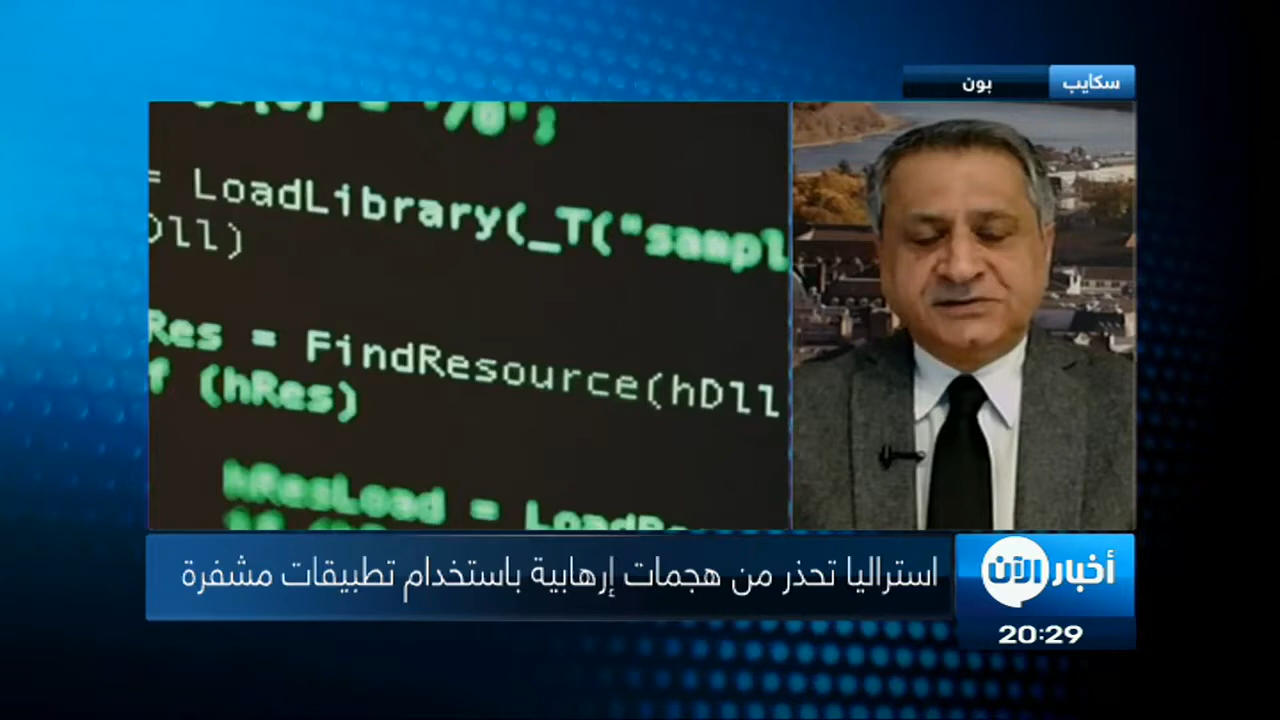 سكايب
بون
= LoadLibrary(_T("sampl
Dll)
Res = FindResource(hDll
f (hRes)
hResLoad = LoadRe
استراليا تحذر من هجمات إرهابية باستخدام تطبيقات مشفرة
أخبار الآن
20:29